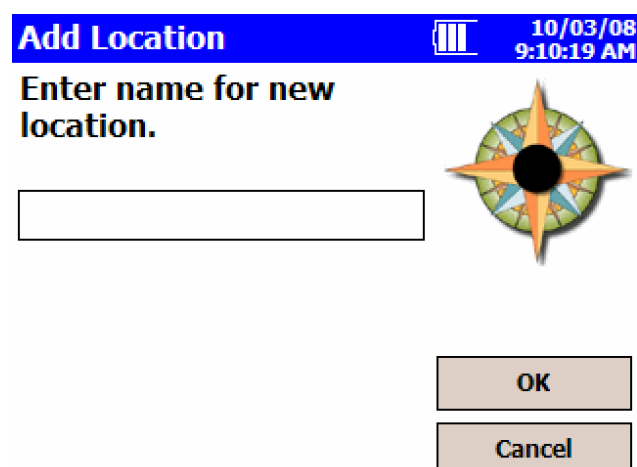 Add Location
10/03/08
9:10:19 AM
Enter name for new
location.
OK
Cancel